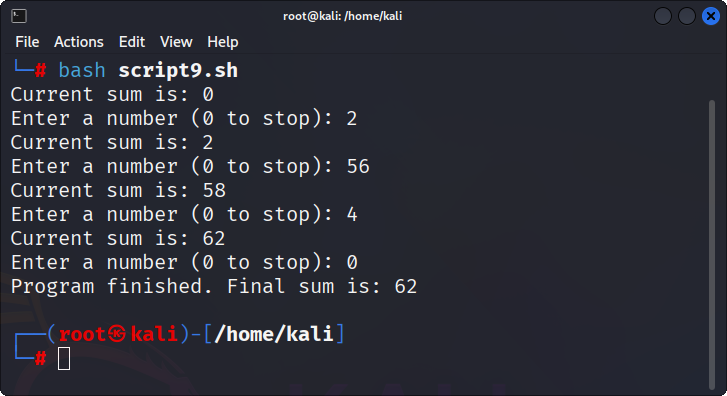 root@kali: /home/kali
File Actions Edit View Help
└─# bash script9.sh
Current sum is: 0
Enter a number (0 to stop): 2
Current sum is: 2
Enter a number (0 to stop): 56
Current sum is: 58
Enter a number (0 to stop): 4
Current sum is: 62
Enter a number (0 to stop): 0
Program finished. Final sum is: 62
┌──(root㉿kali)-[/home/kali]
└─#